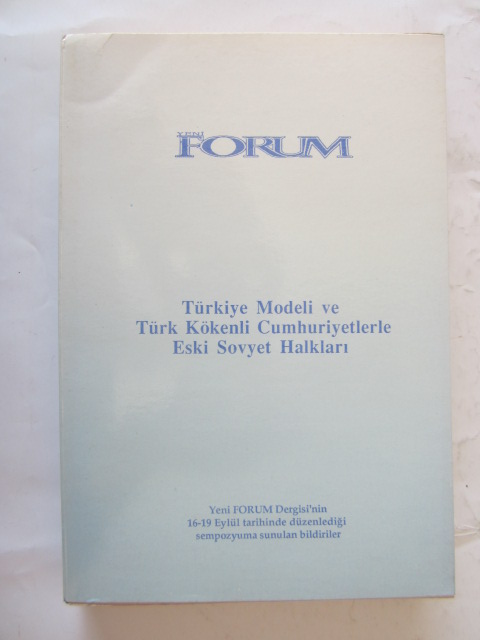 YENİ
FORUM
Türkiye Modeli ve
Türk Kökenli Cumhuriyetlerle
Eski Sovyet Halkları
Yeni FORUM Dergisi'nin
16-19 Eylül tarihinde düzenlediği
sempozyuma sunulan bildiriler